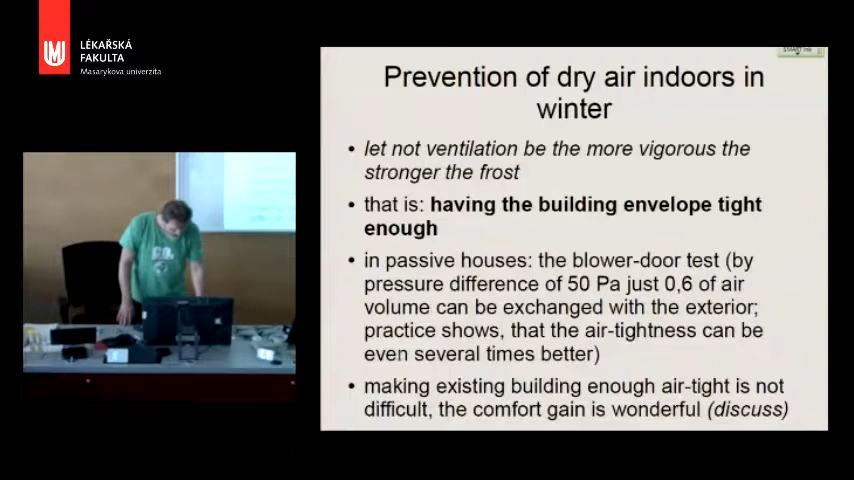 LÉKAŘSKÁ
FAKULTA
Masarykova univerzita
SMART Ink
Prevention of dry air indoors in
winter
• let not ventilation be the more vigorous the
stronger the frost
• that is: having the building envelope tight
enough
• in passive houses: the blower-door test (by
pressure difference of 50 Pa just 0,6 of air
volume can be exchanged with the exterior;
practice shows, that the air-tightness can be
even several times better)
• making existing building enough air-tight is not
difficult, the comfort gain is wonderful (discuss)